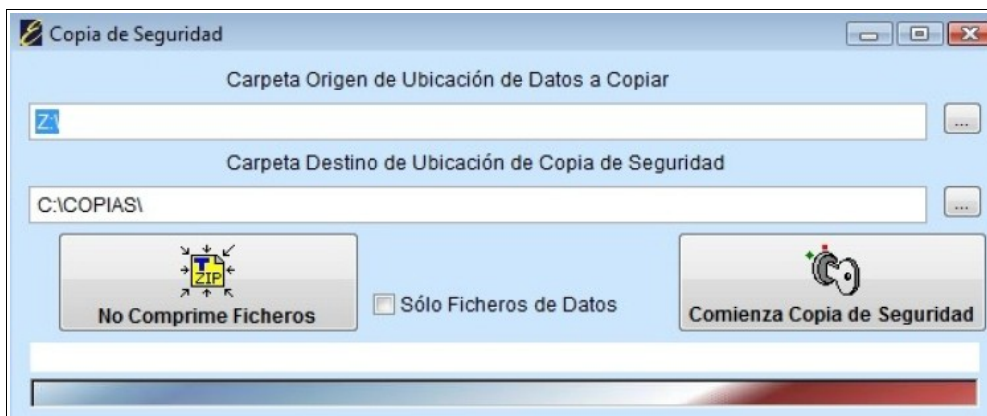 Copia de Seguridad
Carpeta Origen de Ubicación de Datos a Copiar
Z:\
...
Carpeta Destino de Ubicación de Copia de Seguridad
C:\COPIAS\
...
T
ZIP
No Comprime Ficheros
Sólo Ficheros de Datos
Comienza Copia de Seguridad